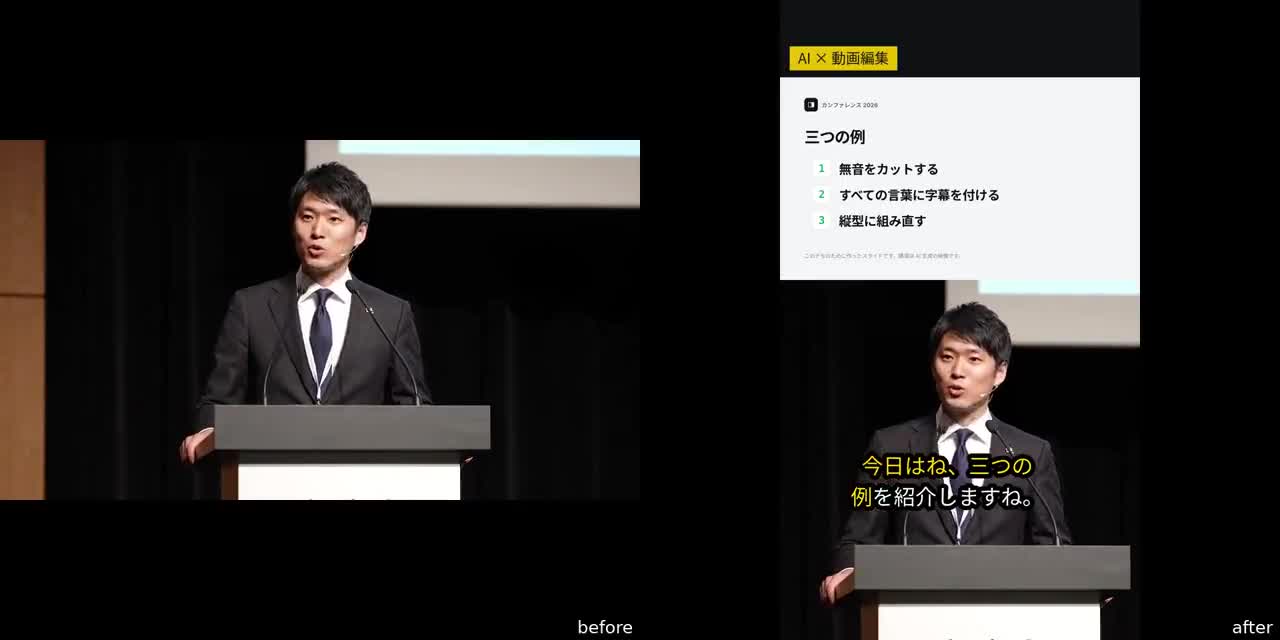 AI × 動画編集
カンファレンス 2026
三つの例
1 無音をカットする
2 すべての言葉に字幕を付ける
3 縦型に組み直す
今日はね、三つの
例を紹介しますね。
before
after